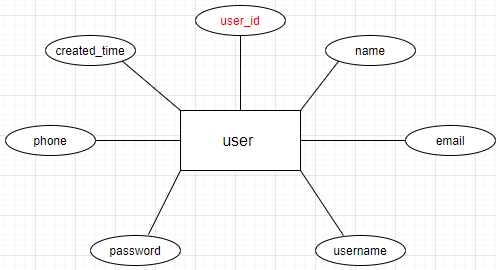 user_id
created_time
name
phone
user
email
password
username